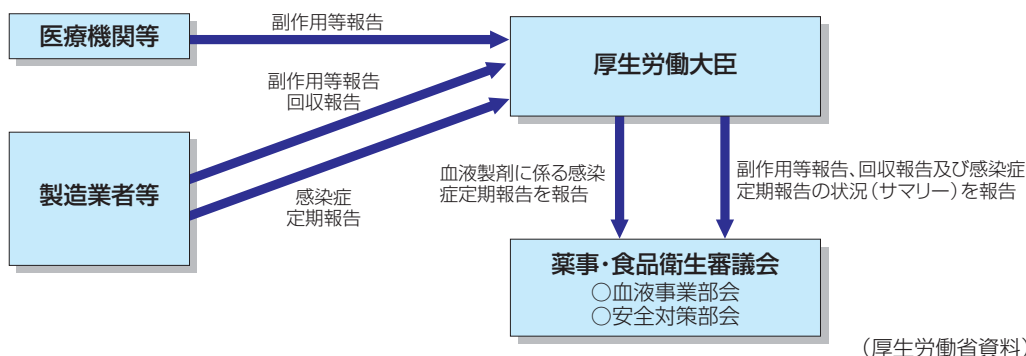 医療機関等
副作用等報告
厚生労働大臣
副作用等報告
回収報告
製造業者等
感染症
定期報告
血液製剤に係る感染
症定期報告を報告
副作用等報告、回収報告及び感染症
定期報告の状況（サマリー）を報告
薬事・食品衛生審議会
○血液事業部会
○安全対策部会
（厚生労働省資料）